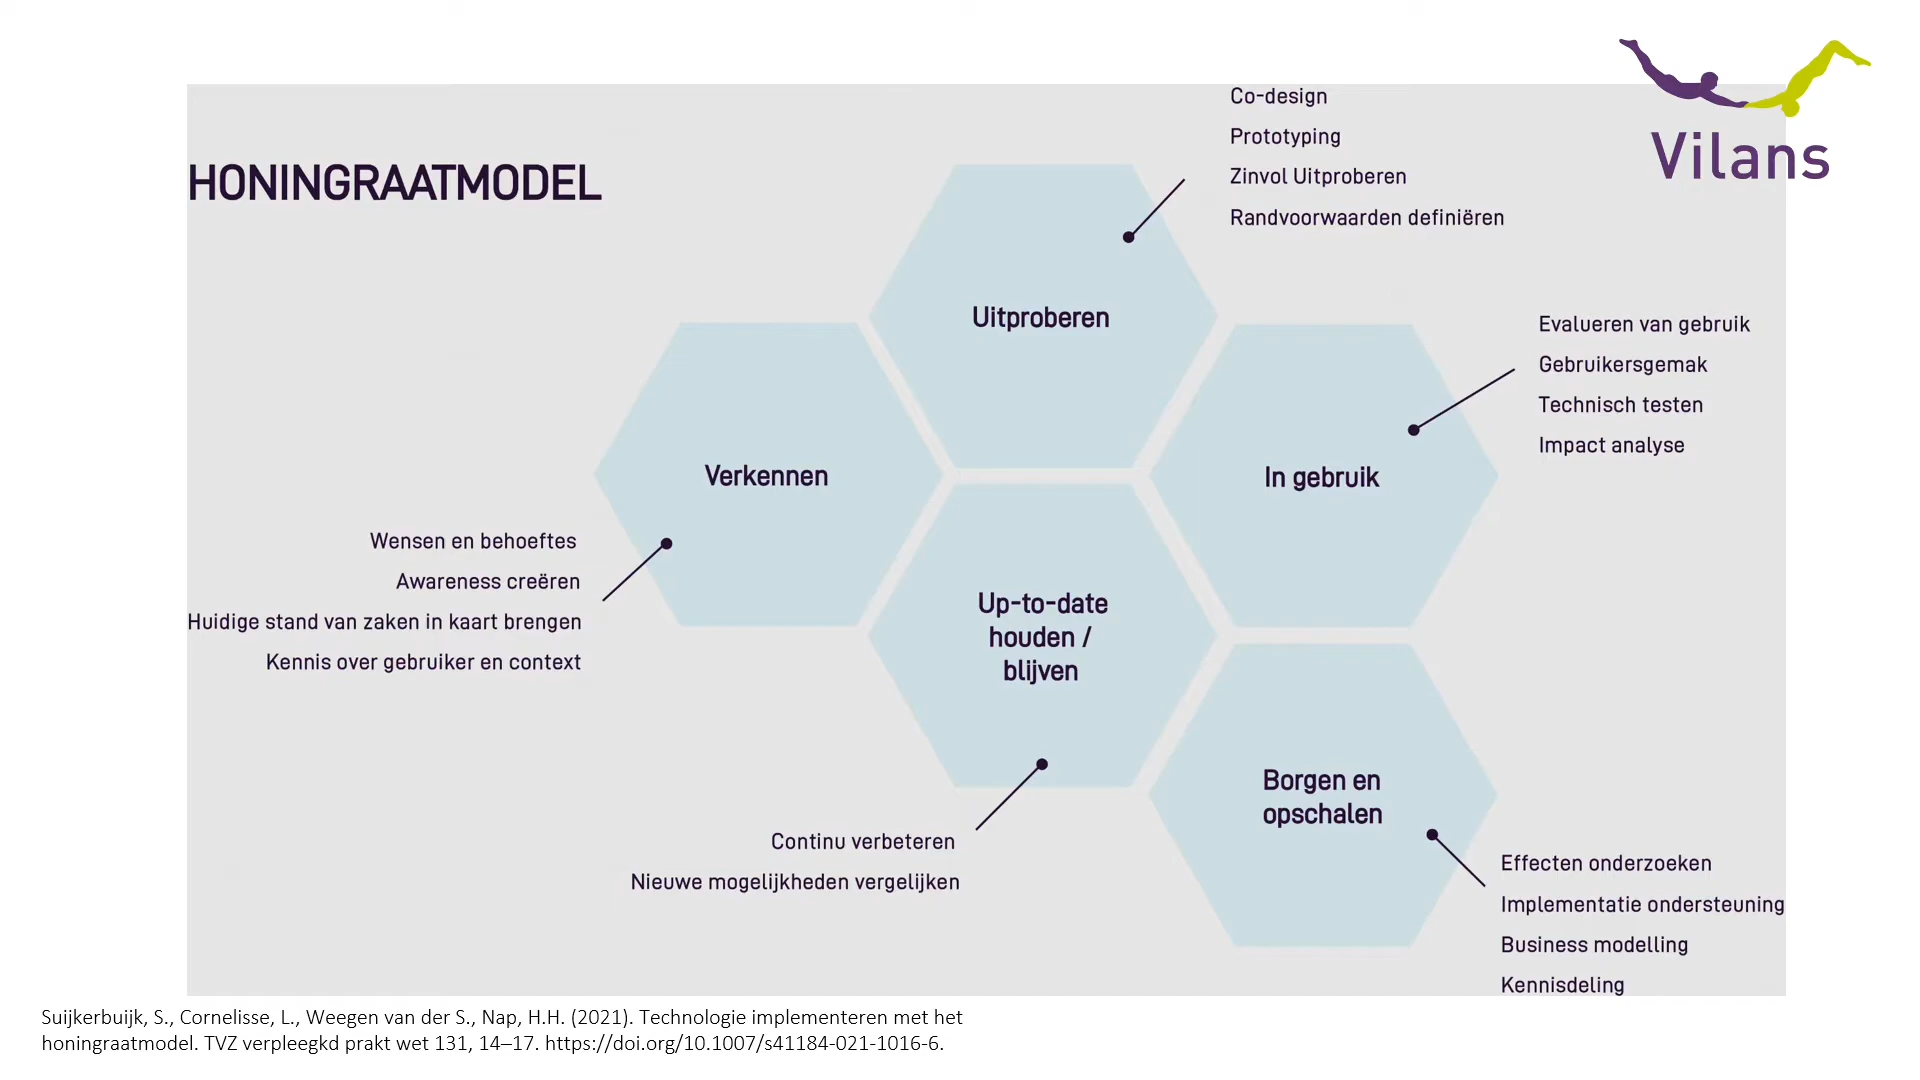 Vilans
HONINGRAATMODEL
Co-design
Prototyping
Zinvol Uitproberen
Randvoorwaarden definiëren
Uitproberen
Evalueren van gebruik
Gebruikersgemak
Technisch testen
Impact analyse
Verkennen
In gebruik
Wensen en behoeftes
Awareness creëren
Huidige stand van zaken in kaart brengen
Kennis over gebruiker en context
Up-to-date
houden /
blijven
Borgen en
opschalen
Continu verbeteren
Nieuwe mogelijkheden vergelijken
Effecten onderzoeken
Implementatie ondersteuning
Business modelling
Kennisdeling
Suijkerbuijk, S., Cornelisse, L., Weegen van der S., Nap, H.H. (2021). Technologie implementeren met het
honingraatmodel. TVZ verpleegkd prakt wet 131, 14–17. https://doi.org/10.1007/s41184-021-1016-6.